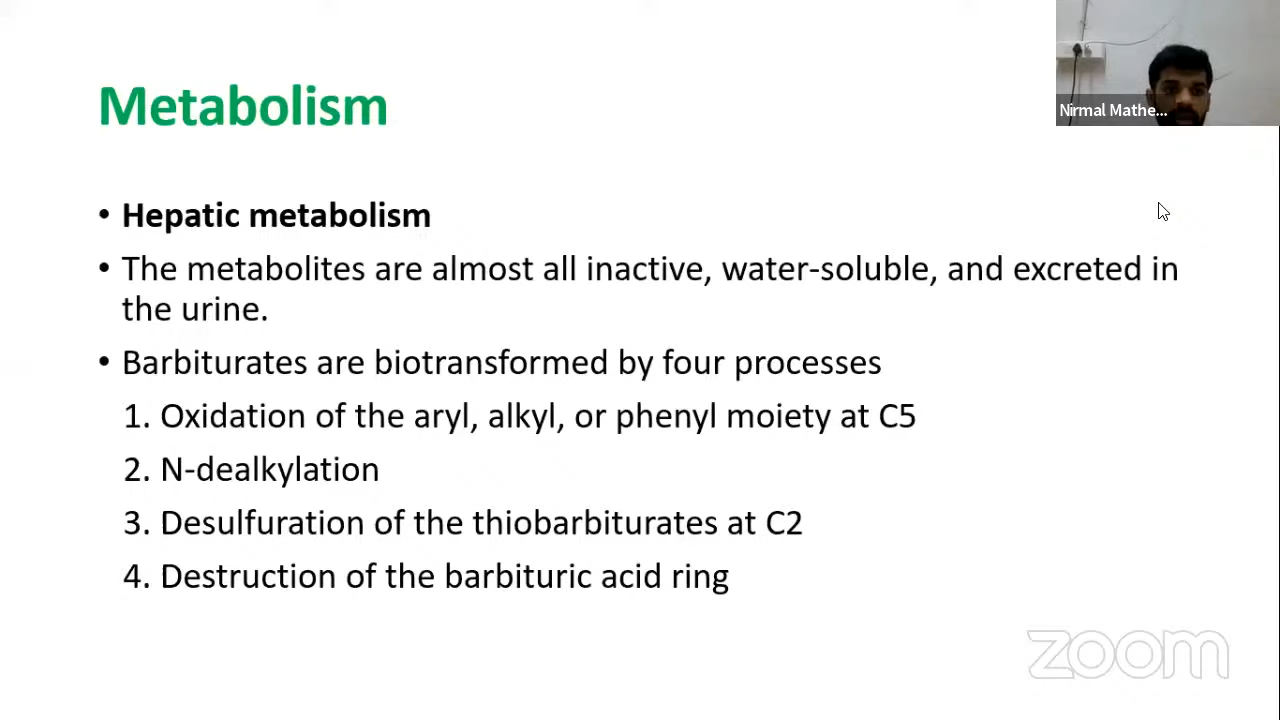 Metabolism
Nirmal Mathe...
• Hepatic metabolism
• The metabolites are almost all inactive, water-soluble, and excreted in
the urine.
• Barbiturates are biotransformed by four processes
1. Oxidation of the aryl, alkyl, or phenyl moiety at C5
2. N-dealkylation
3. Desulfuration of the thiobarbiturates at C2
4. Destruction of the barbituric acid ring
zoom